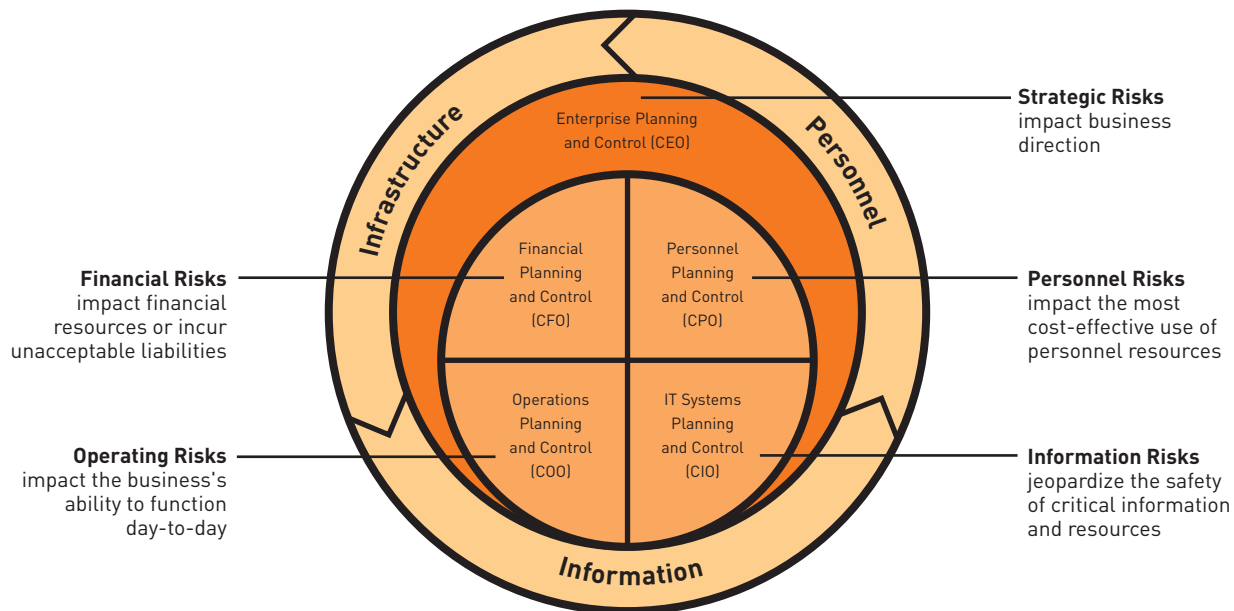 Infrastructure
Personnel
Information
Enterprise Planning
and Control (CEO)
Strategic Risks
impact business
direction
Financial
Planning
and Control
(CFO)
Personnel
Planning
and Control
(CPO)
Financial Risks
impact financial
resources or incur
unacceptable liabilities
Personnel Risks
impact the most
cost-effective use of
personnel resources
Operations
Planning
and Control
(COO)
IT Systems
Planning
and Control
(CIO)
Operating Risks
impact the business's
ability to function
day-to-day
Information Risks
jeopardize the safety
of critical information
and resources